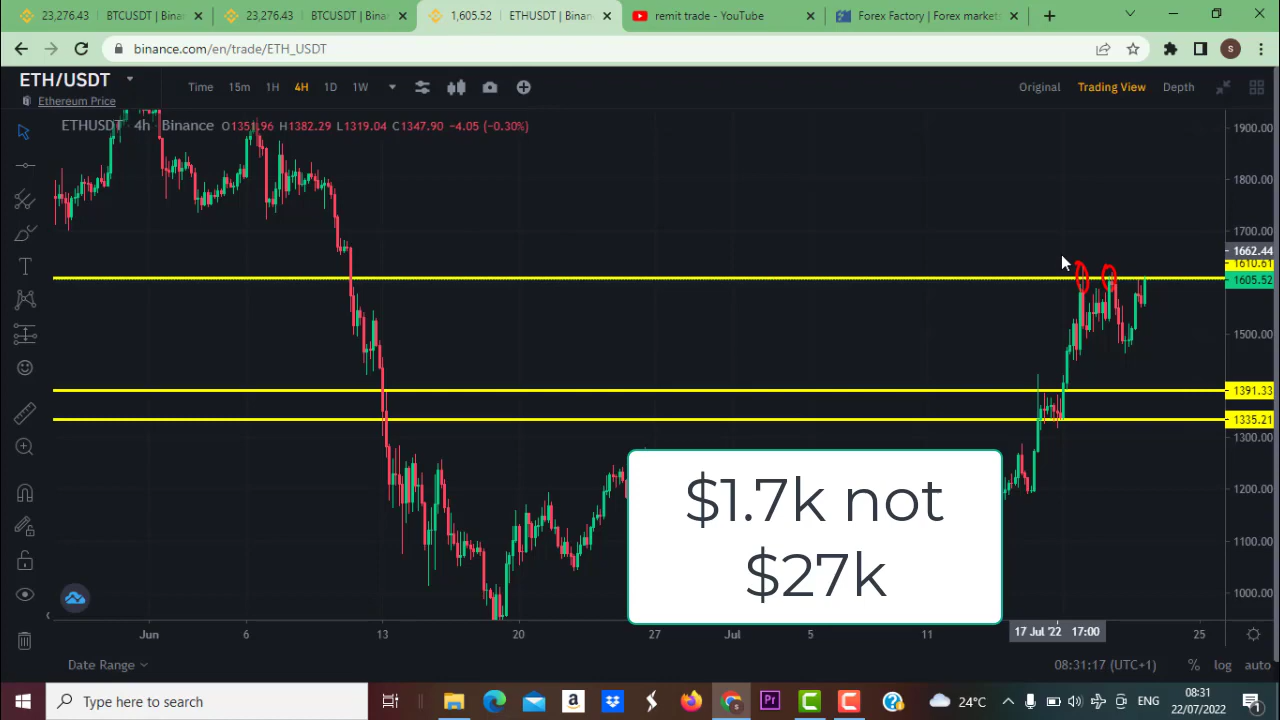 23,276.43 BTCUSDT | Binan
23,276.43 BTCUSDT | Binan
1,605.52 ETHUSDT | Binan
remit trade - YouTube
Forex Factory | Forex market
binance.com/en/trade/ETH_USDT
S
ETH/USDT
Ethereum Price
Time 15m 1H 4H 1D 1W
Original Trading View Depth
ETHUSDT 4h Binance O1351.96 H1382.29 L1319.04 C1347.90 -4.05 (-0.30%)
1900.00
1800.00
1700.00
1662.44
1610.61
1605.52
1500.00
1391.33
1335.21
1300.00
1200.00
1100.00
1000.00
$1.7k not
$27k
Jun 6 13 20 27 Jul 5 11 17 Jul '22 17:00 25
Date Range 08:31:17 (UTC+1) % log auto
Type here to search
24°C
ENG
08:31
22/07/2022
1